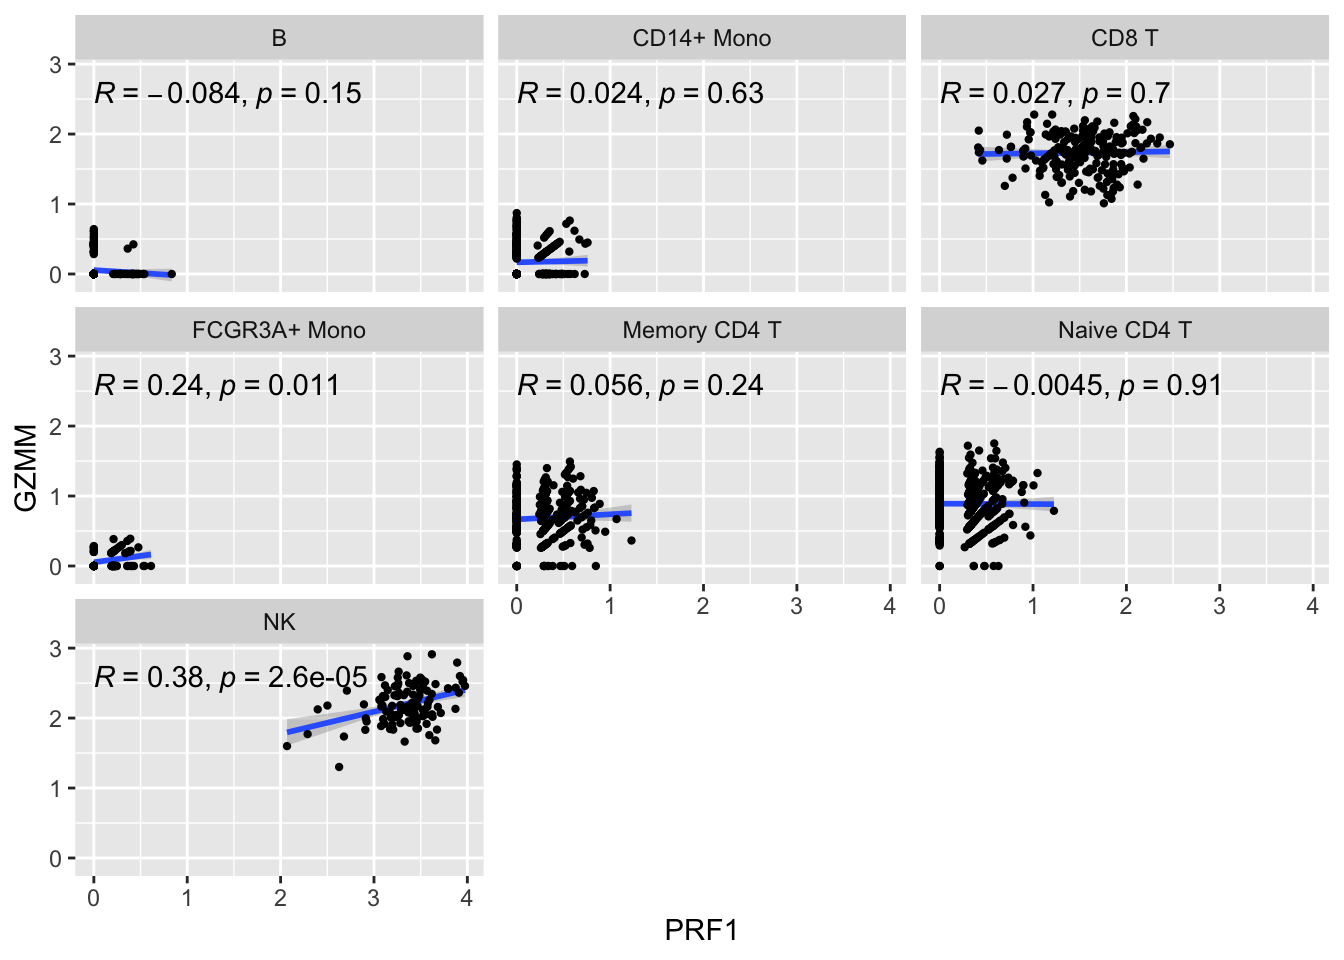 B CD14+ Mono CD8 T
3
R = −0.084, p = 0.15 R = 0.024, p = 0.63 R = 0.027, p = 0.7
2
1
0
FCGR3A+ Mono Memory CD4 T Naive CD4 T
3
R = 0.24, p = 0.011 R = 0.056, p = 0.24 R = −0.0045, p = 0.91
2
GZMM
1
0
0 1 2 3 4 0 1 2 3 4
NK
3
R = 0.38, p = 2.6e-05
2
1
0
0 1 2 3 4
PRF1